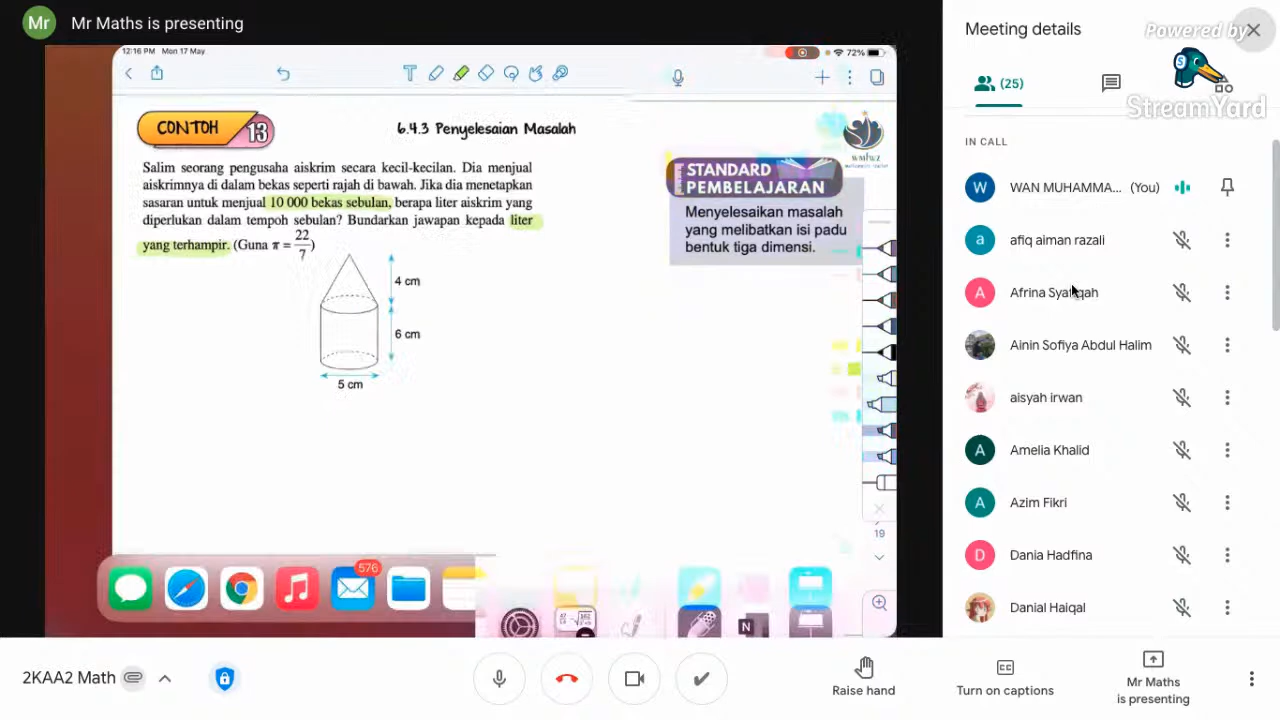 Mr
Mr Maths is presenting
12:16 PM Mon 17 May
72%
CONTOH 13
6.4.3 Penyelesaian Masalah
Salim seorang pengusaha aiskrim secara kecil-kecilan. Dia menjual
aiskrimnya di dalam bekas seperti rajah di bawah. Jika dia menetapkan
sasaran untuk menjual 10 000 bekas sebulan, berapa liter aiskrim yang
diperlukan dalam tempoh sebulan? Bundarkan jawapan kepada liter
yang terhampir. (Guna π = 22/7)
4 cm
6 cm
5 cm
STANDARD
PEMBELAJARAN
Menyelesaikan masalah
yang melibatkan isi padu
bentuk tiga dimensi.
19
576
N
Meeting details
Powered by
StreamYard
(25)
IN CALL
W WAN MUHAMMA... (You)
a afiq aiman razali
A Afrina Syafiqah
Ainin Sofiya Abdul Halim
aisyah irwan
A Amelia Khalid
A Azim Fikri
D Dania Hadfina
Danial Haiqal
2KAA2 Math
Raise hand
CC
Turn on captions
Mr Maths
is presenting